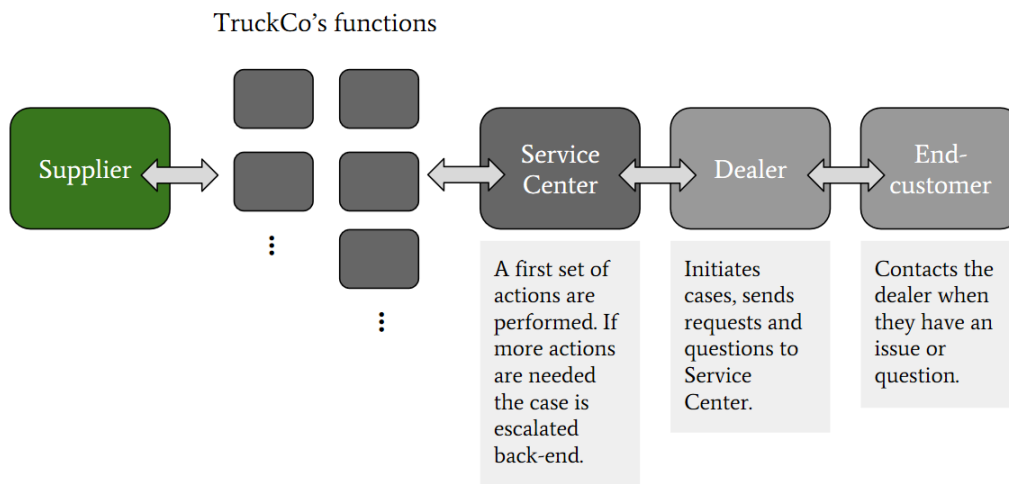 TruckCo’s functions
Supplier
Service
Center
Dealer
End-
customer
A first set of
actions are
performed. If
more actions
are needed
the case is
escalated
back-end.
Initiates
cases, sends
requests and
questions to
Service
Center.
Contacts the
dealer when
they have an
issue or
question.